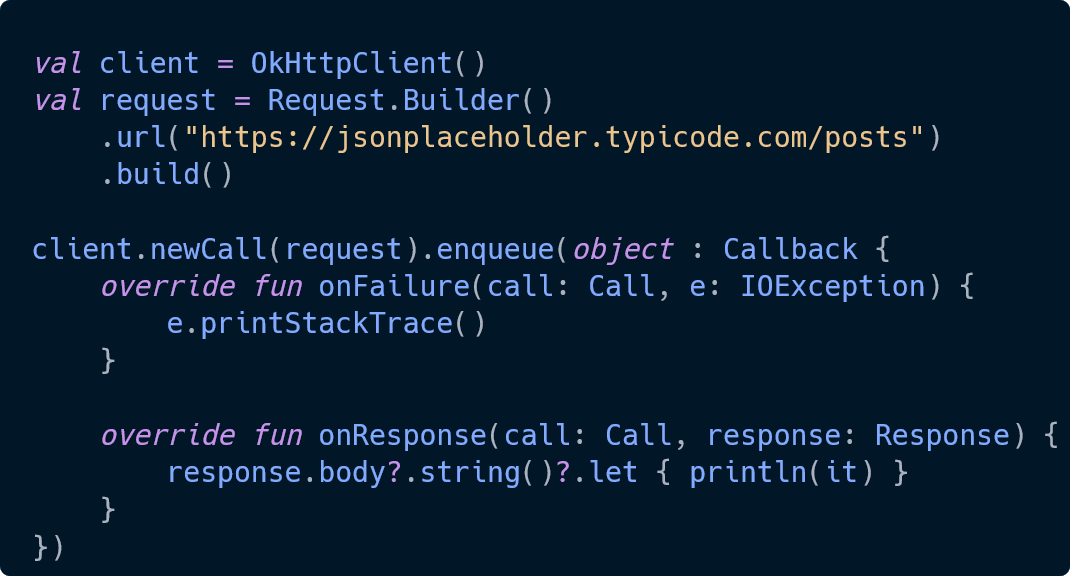 val client = OkHttpClient()
val request = Request.Builder()
    .url("https://jsonplaceholder.typicode.com/posts")
    .build()

client.newCall(request).enqueue(object : Callback {
    override fun onFailure(call: Call, e: IOException) {
        e.printStackTrace()
    }

    override fun onResponse(call: Call, response: Response) {
        response.body?.string()?.let { println(it) }
    }
})